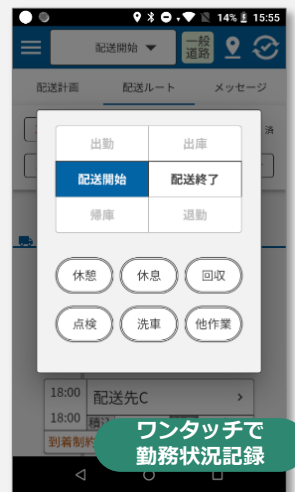 14% 15:55
配送開始 ▼
一般
道路
配送計画 配送ルート メッセージ
済
出勤 出庫
配送開始 配送終了
帰庫 退勤
休憩 休息 回収
点検 洗車 他作業
18:00 配送先C >
18:00
到着制約
ワンタッチで
勤務状況記録